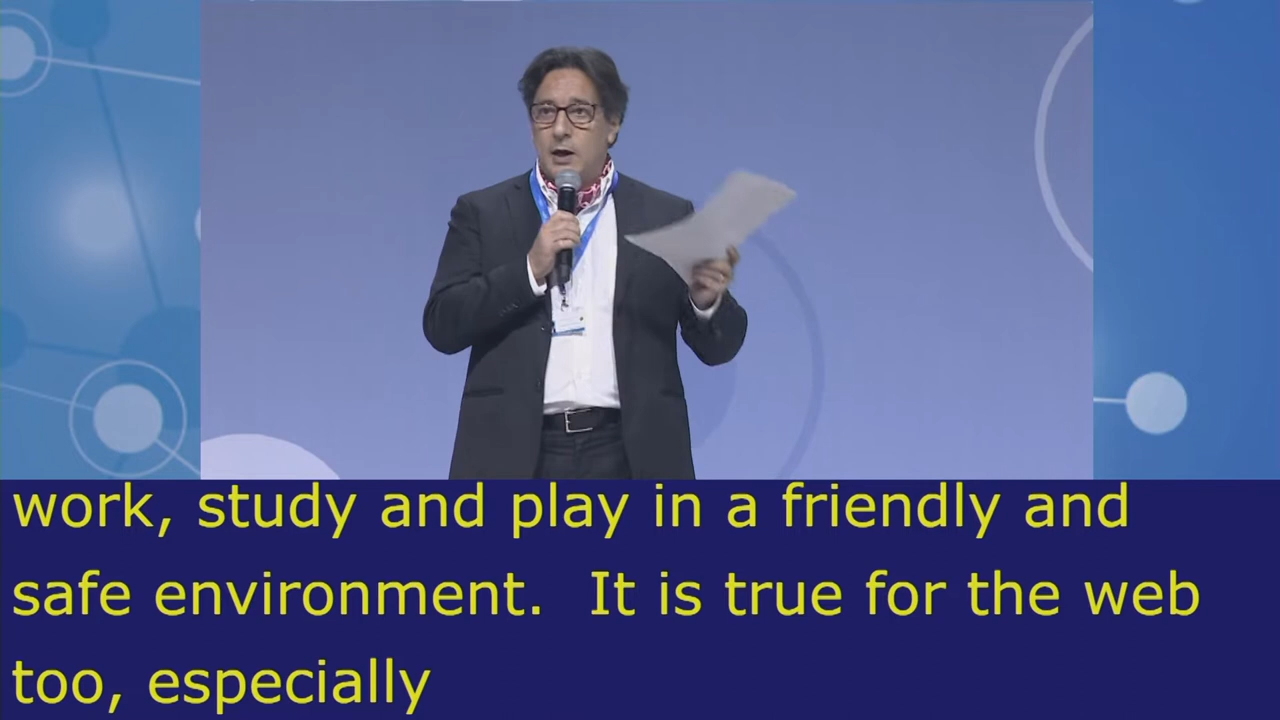 work, study and play in a friendly and
safe environment.  It is true for the web
too, especially